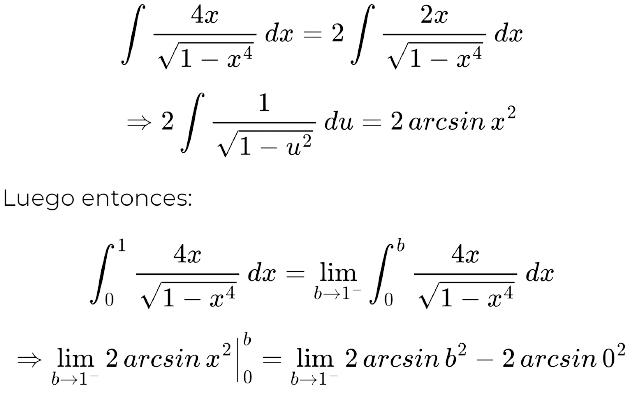 ∫ 4x/√(1 − x⁴) dx = 2 ∫ 2x/√(1 − x⁴) dx
⇒ 2 ∫ 1/√(1 − u²) du = 2 arcsin x²
Luego entonces:
∫₀¹ 4x/√(1 − x⁴) dx = lim_{b→1⁻} ∫₀ᵇ 4x/√(1 − x⁴) dx
⇒ lim_{b→1⁻} 2 arcsin x² |₀ᵇ = lim_{b→1⁻} 2 arcsin b² − 2 arcsin 0²